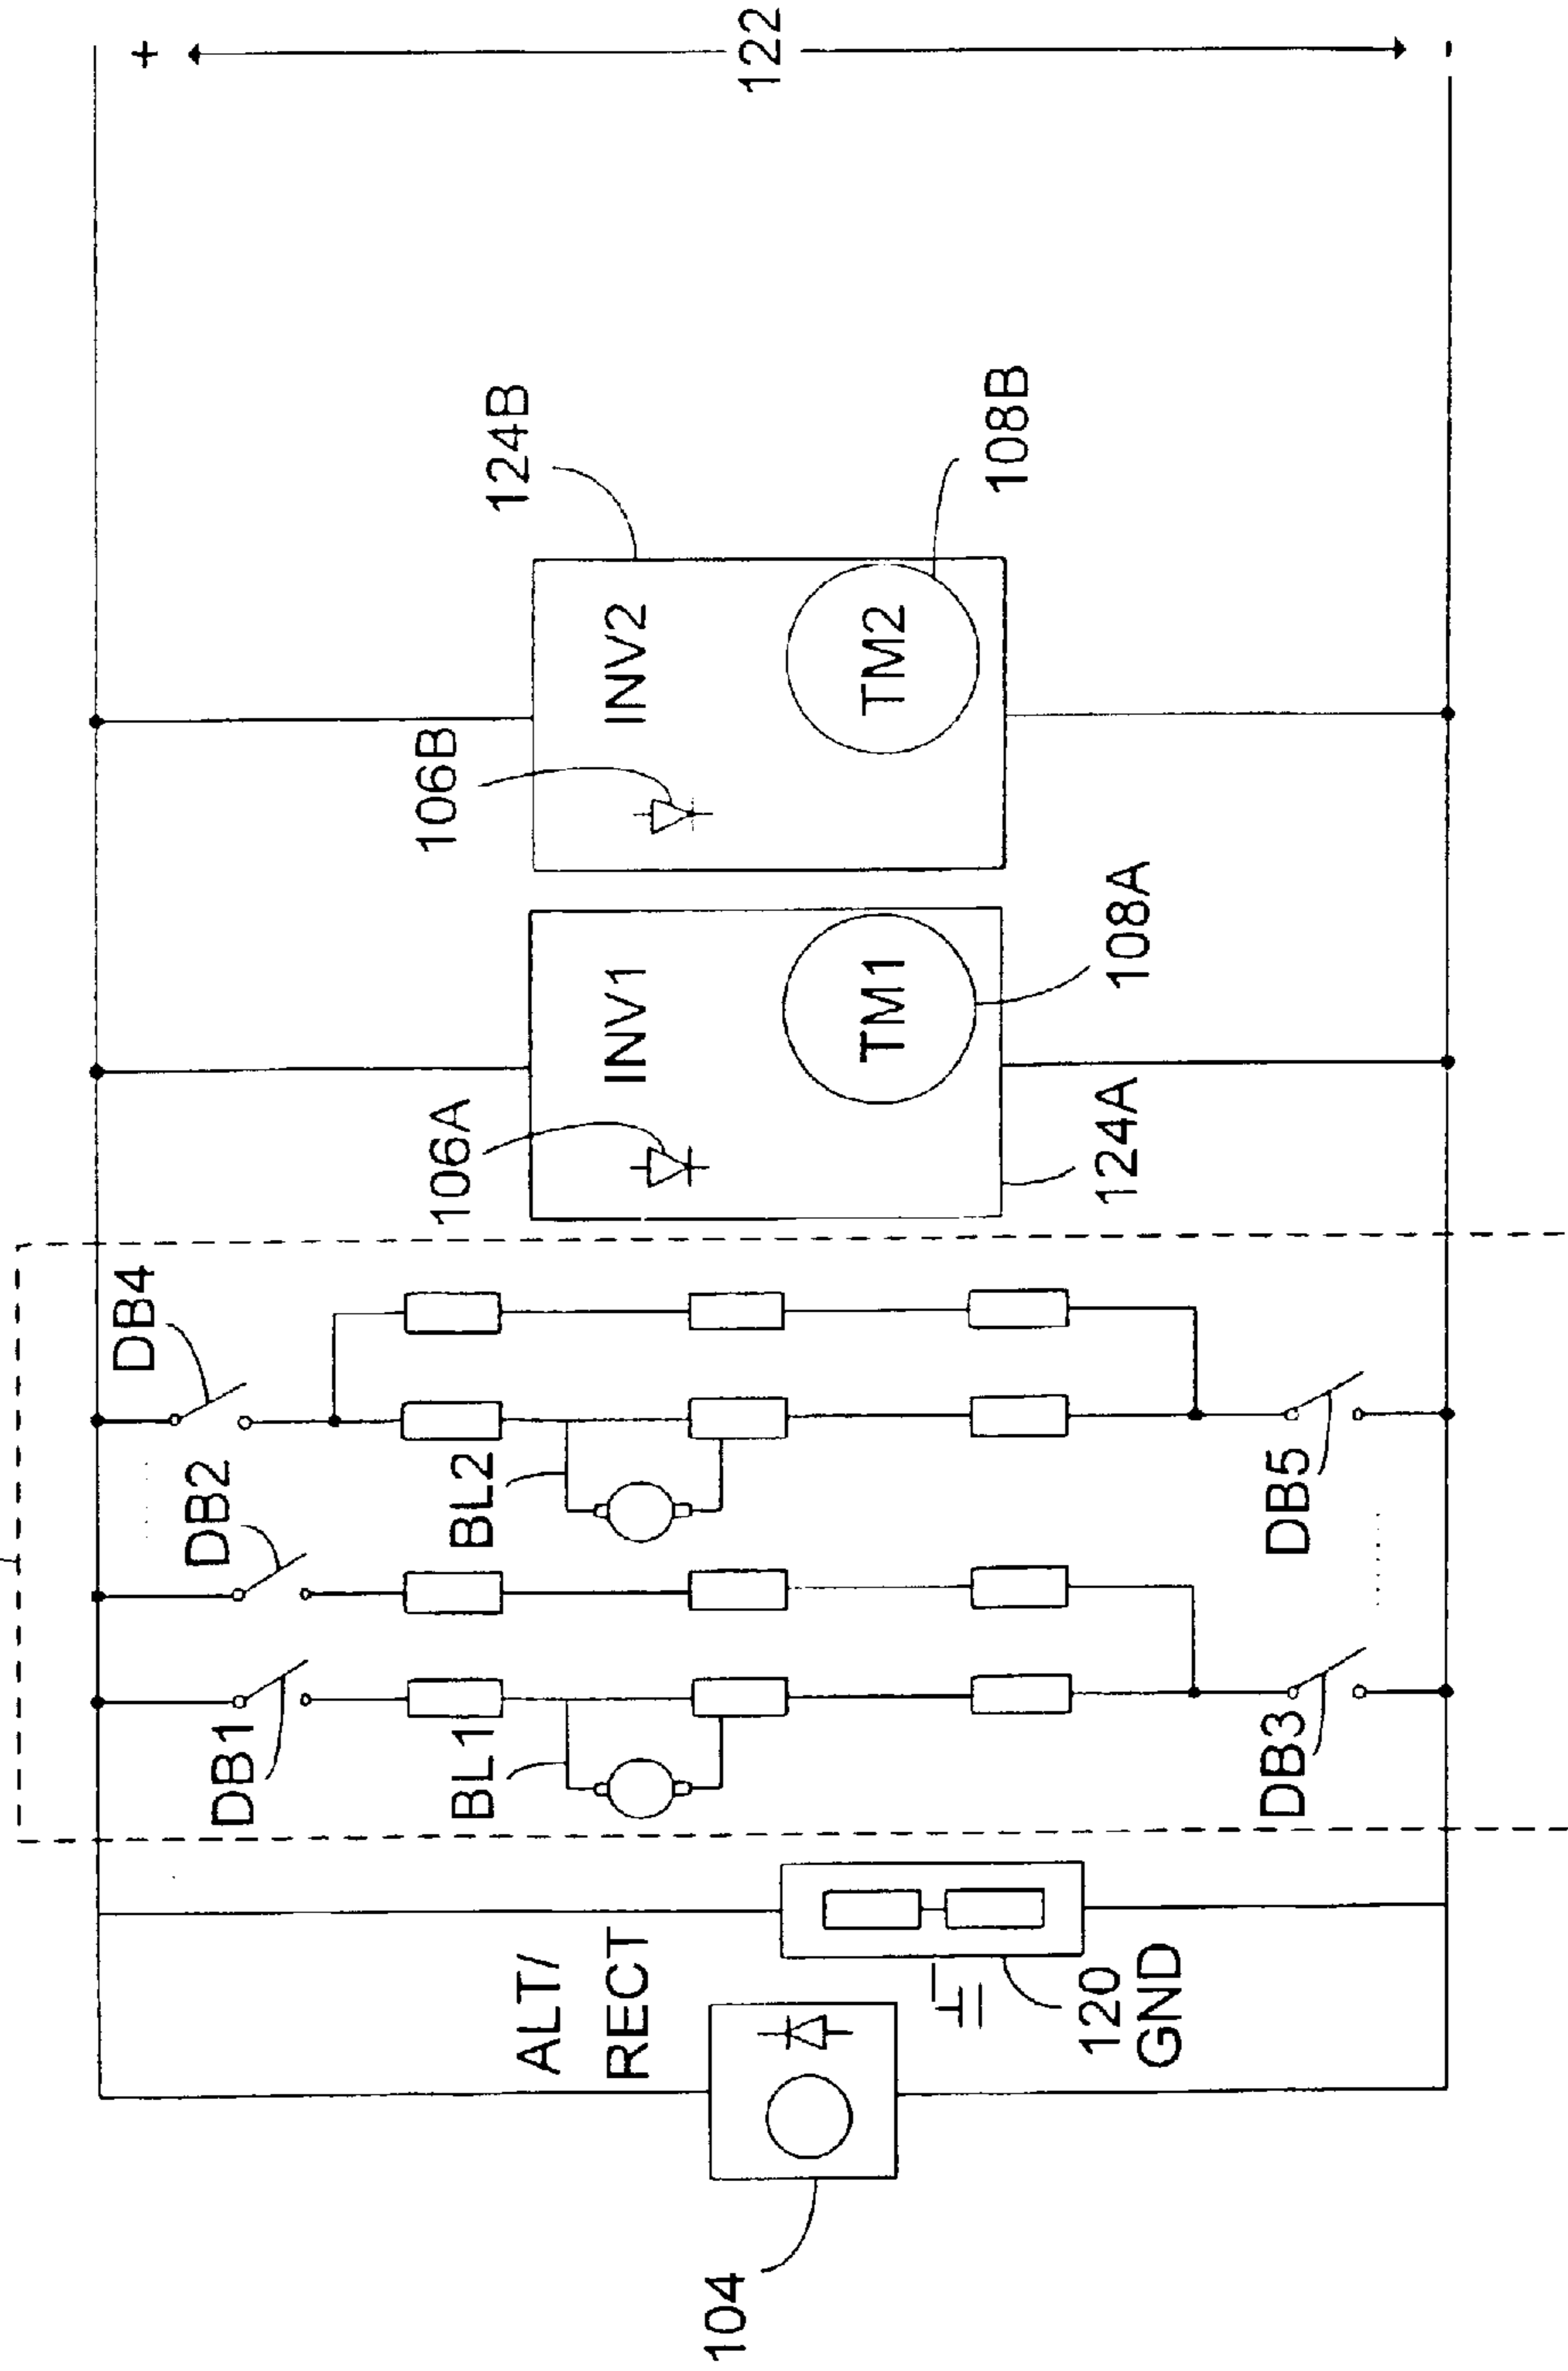 104
ALT/
RECT
120
GND
DB1
DB2
DB4
BL1
BL2
DB3
DB5
106A
INV1
TM1
108A
124A
106B
INV2
TM2
124B
108B
+
122
-